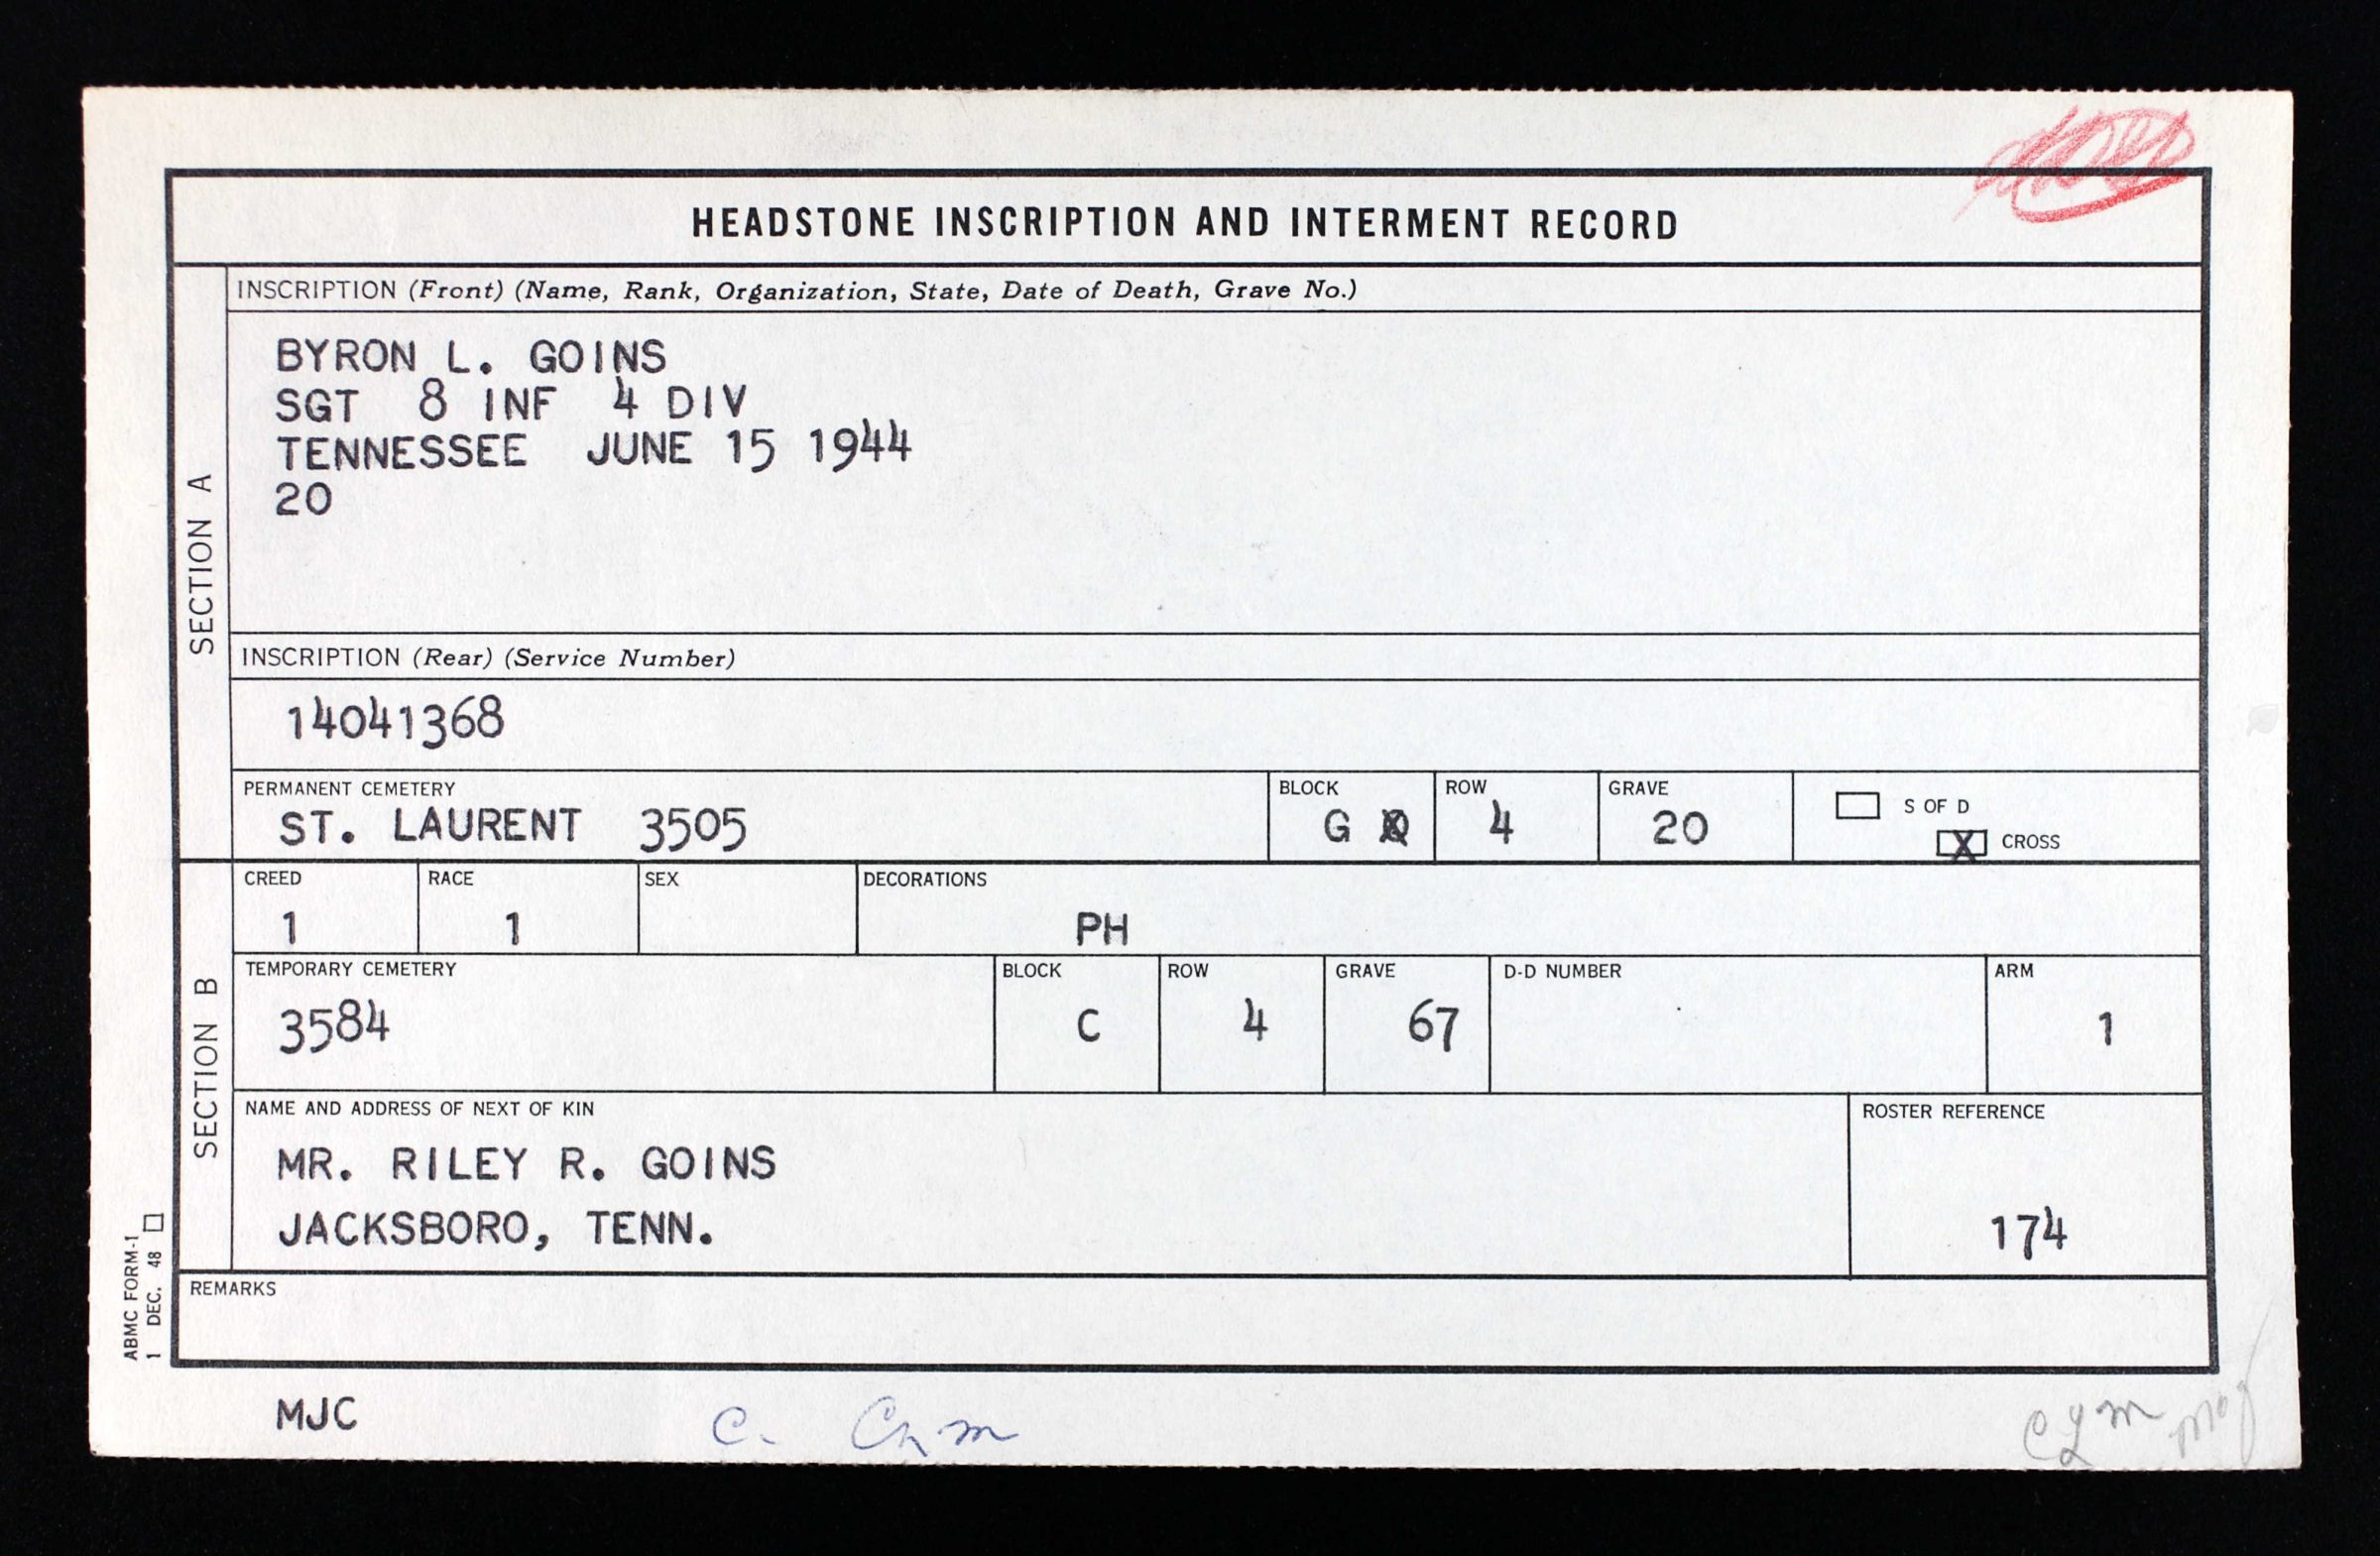 HEADSTONE INSCRIPTION AND INTERMENT RECORD
SECTION A
INSCRIPTION (Front) (Name, Rank, Organization, State, Date of Death, Grave No.)
BYRON L. GOINS
SGT 8 INF 4 DIV
TENNESSEE JUNE 15 1944
20
INSCRIPTION (Rear) (Service Number)
14041368
PERMANENT CEMETERY BLOCK ROW GRAVE S OF D
ST. LAURENT 3505 G 4 20 X CROSS
SECTION B
CREED RACE SEX DECORATIONS
1 1 PH
TEMPORARY CEMETERY BLOCK ROW GRAVE D-D NUMBER ARM
3584 C 4 67 1
NAME AND ADDRESS OF NEXT OF KIN ROSTER REFERENCE
MR. RILEY R. GOINS
JACKSBORO, TENN. 174
REMARKS
ABMC FORM-1
1 DEC. 48
MJC